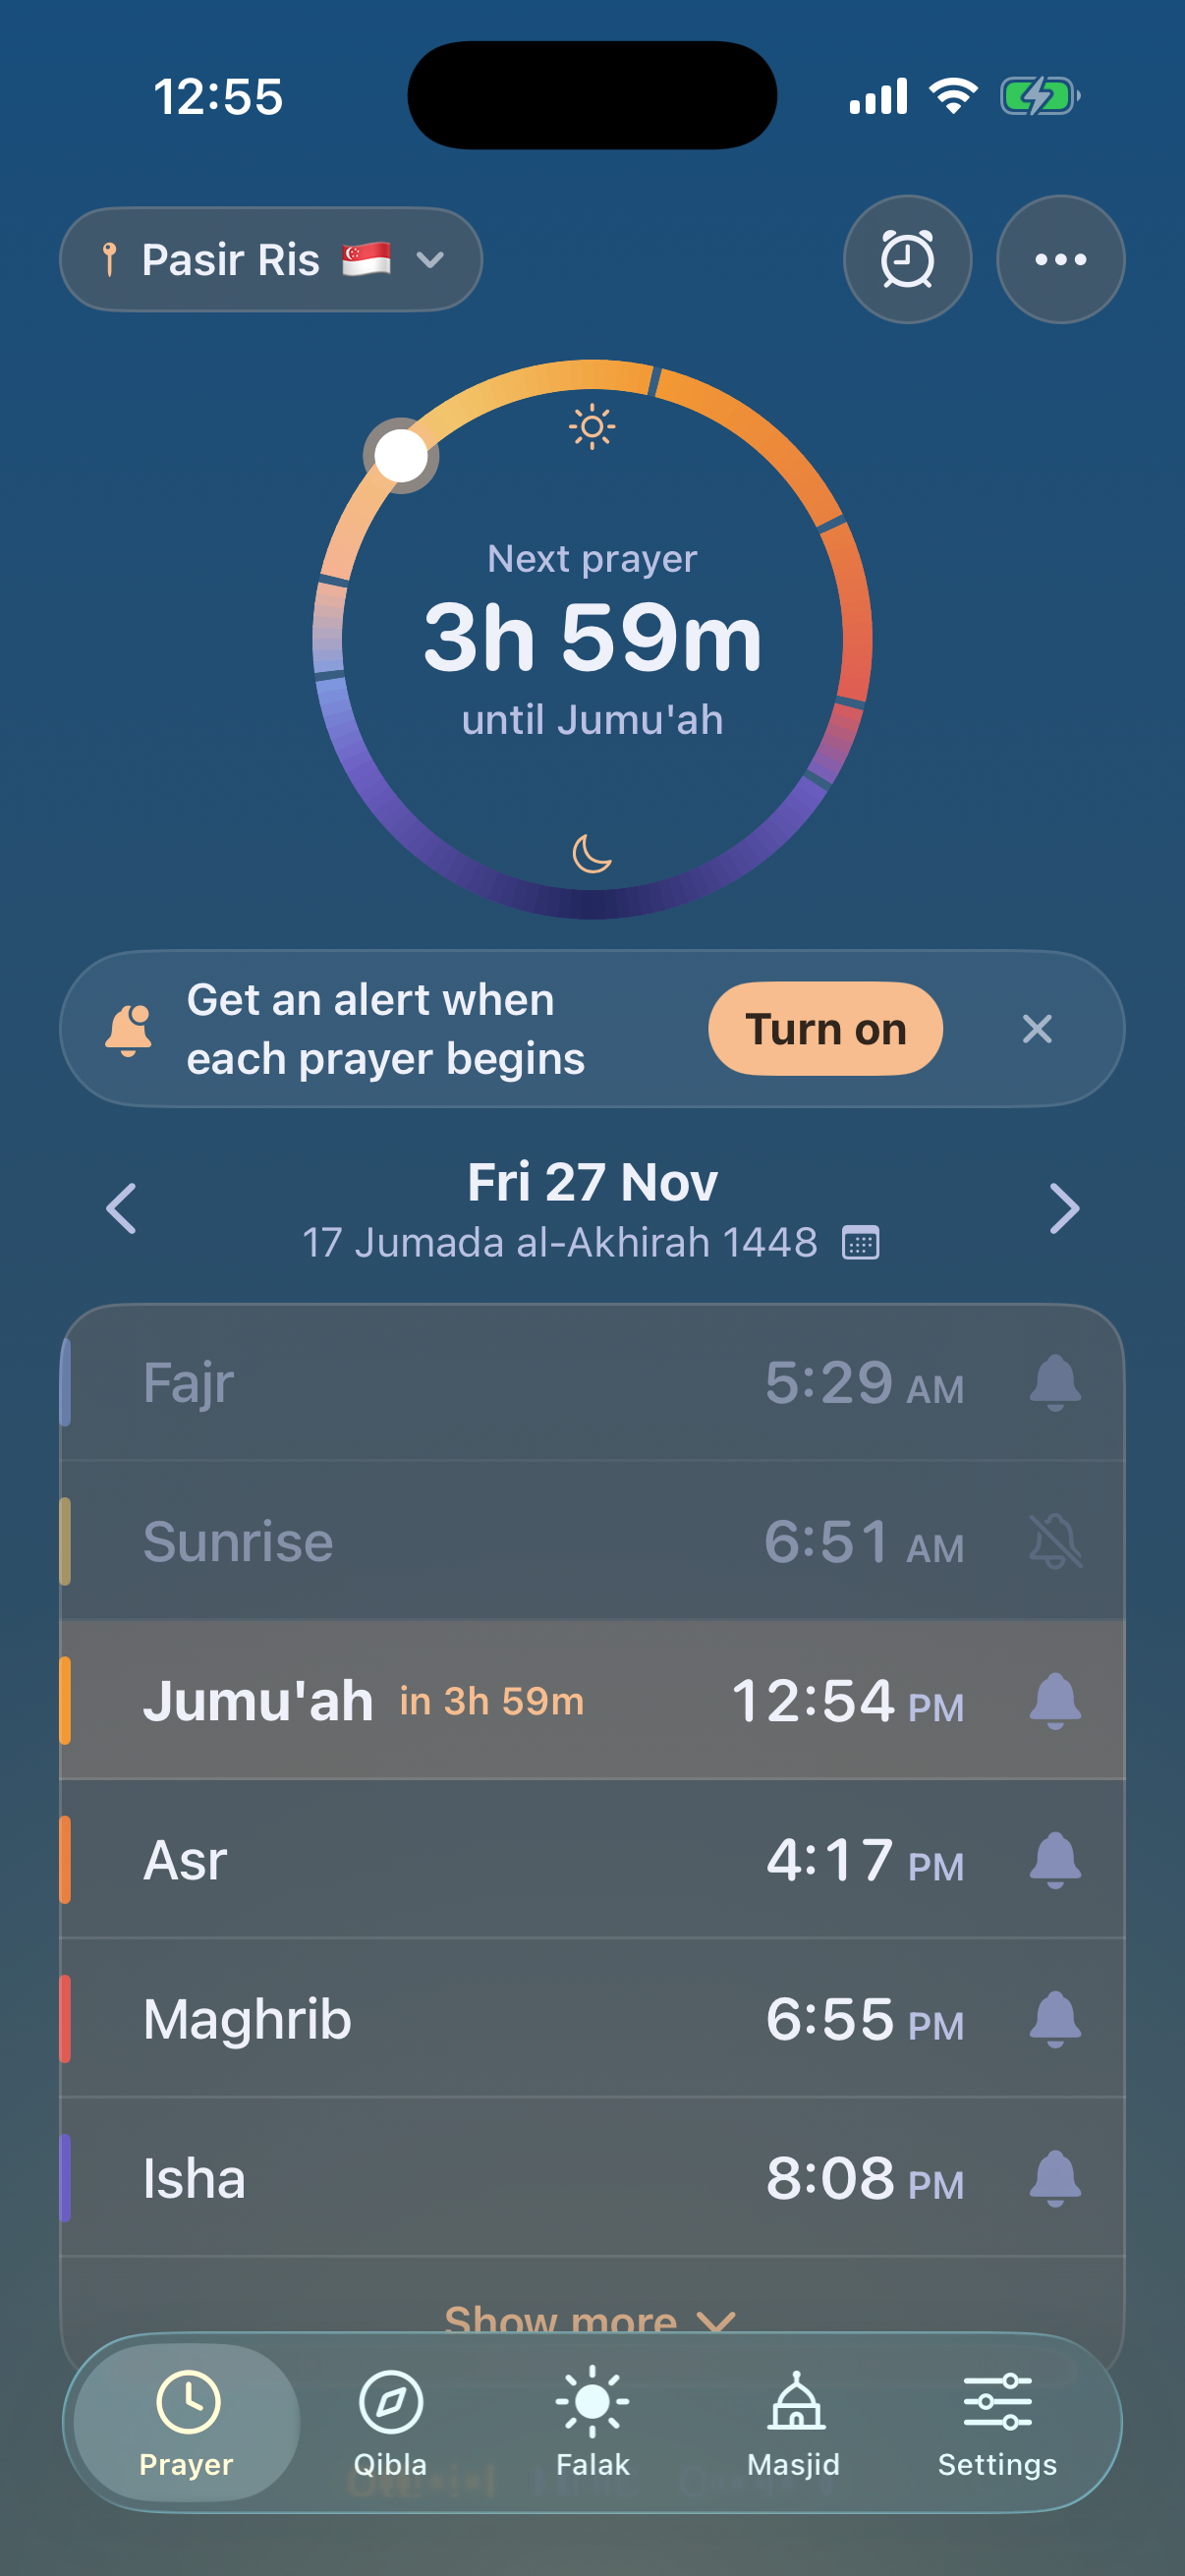 12:55
Pasir Ris
Next prayer
3h 59m
until Jumu'ah
Get an alert when
each prayer begins
Turn on
Fri 27 Nov
17 Jumada al-Akhirah 1448
Fajr 5:29 AM
Sunrise 6:51 AM
Jumu'ah in 3h 59m 12:54 PM
Asr 4:17 PM
Maghrib 6:55 PM
Isha 8:08 PM
Show more
Prayer Qibla Falak Masjid Settings